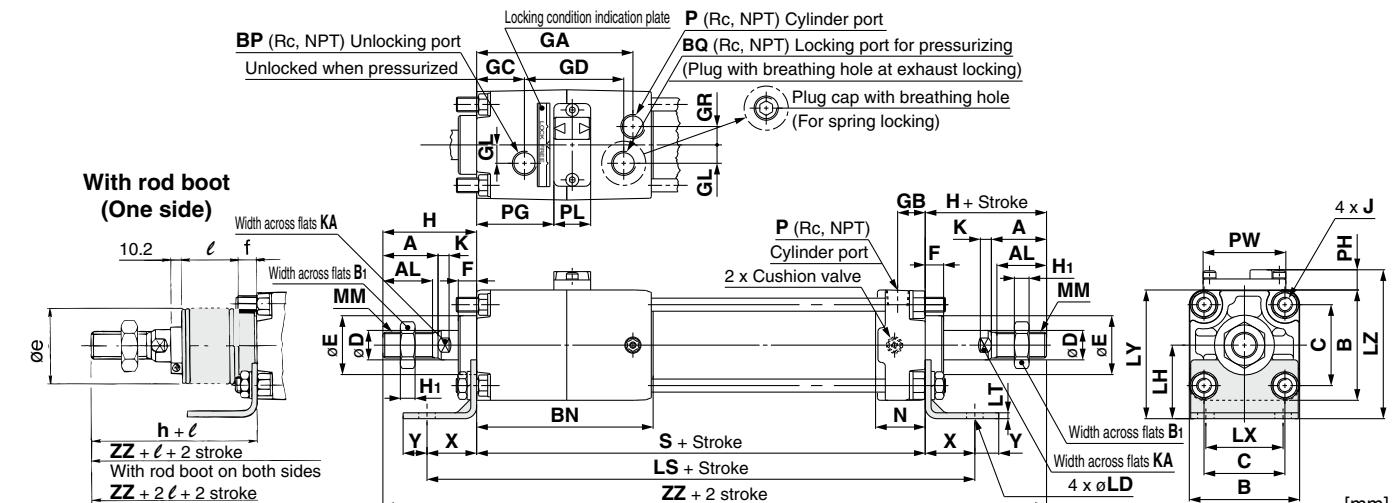 Locking condition indication plate
P (Rc, NPT) Cylinder port
BP (Rc, NPT) Unlocking port
GA
BQ (Rc, NPT) Locking port for pressurizing
Unlocked when pressurized
GC
GD
(Plug with breathing hole at exhaust locking)
GR
Plug cap with breathing hole
(For spring locking)
GL
GL
LOCK FREE
With rod boot
(One side)
PG
PL
GB
H + Stroke
4 x J
H
Width across flats KA
P (Rc, NPT)
K
A
PW
PH
10.2
ℓ
f
A
K
Cylinder port
F
AL
AL
F
2 x Cushion valve
H1
Width across flats B1
MM
MM
øe
øE
øD
øD
øE
LY
LH
C
B
LZ
H1
LT
BN
N
Width across flats B1
LX
h + ℓ
Y
X
S + Stroke
X
Y
Width across flats KA
C
ZZ + ℓ + 2 stroke
LS + Stroke
With rod boot on both sides
ZZ + 2 stroke
4 x øLD
B
ZZ + 2 ℓ + 2 stroke
[mm]